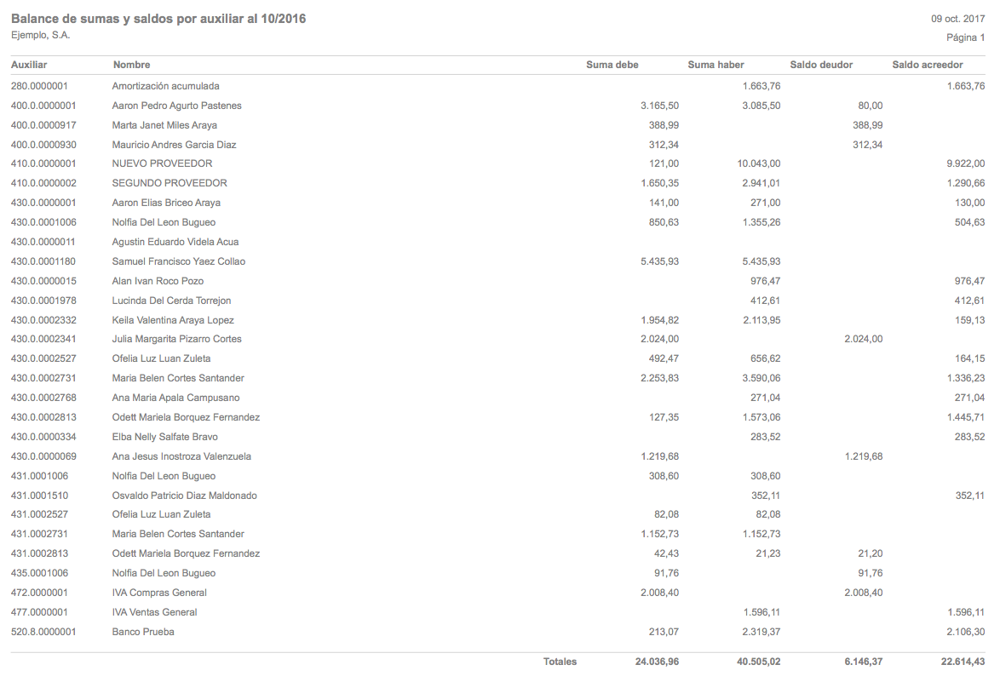 Balance de sumas y saldos por auxiliar al 10/2016 09 oct. 2017
Ejemplo, S.A. Página 1
Auxiliar Nombre Suma debe Suma haber Saldo deudor Saldo acreedor
280.0000001 Amortización acumulada 1.663,76 1.663,76
400.0.0000001 Aaron Pedro Agurto Pastenes 3.165,50 3.085,50 80,00
400.0.0000917 Marta Janet Miles Araya 388,99 388,99
400.0.0000930 Mauricio Andres Garcia Diaz 312,34 312,34
410.0.0000001 NUEVO PROVEEDOR 121,00 10.043,00 9.922,00
410.0.0000002 SEGUNDO PROVEEDOR 1.650,35 2.941,01 1.290,66
430.0.0000001 Aaron Elias Briceo Araya 141,00 271,00 130,00
430.0.0001006 Nolfia Del Leon Bugueo 850,63 1.355,26 504,63
430.0.0000011 Agustin Eduardo Videla Acua
430.0.0001180 Samuel Francisco Yaez Collao 5.435,93 5.435,93
430.0.0000015 Alan Ivan Roco Pozo 976,47 976,47
430.0.0001978 Lucinda Del Cerda Torrejon 412,61 412,61
430.0.0002332 Keila Valentina Araya Lopez 1.954,82 2.113,95 159,13
430.0.0002341 Julia Margarita Pizarro Cortes 2.024,00 2.024,00
430.0.0002527 Ofelia Luz Luan Zuleta 492,47 656,62 164,15
430.0.0002731 Maria Belen Cortes Santander 2.253,83 3.590,06 1.336,23
430.0.0002768 Ana Maria Apala Campusano 271,04 271,04
430.0.0002813 Odett Mariela Borquez Fernandez 127,35 1.573,06 1.445,71
430.0.0000334 Elba Nelly Salfate Bravo 283,52 283,52
430.0.0000069 Ana Jesus Inostroza Valenzuela 1.219,68 1.219,68
431.0001006 Nolfia Del Leon Bugueo 308,60 308,60
431.0001510 Osvaldo Patricio Diaz Maldonado 352,11 352,11
431.0002527 Ofelia Luz Luan Zuleta 82,08 82,08
431.0002731 Maria Belen Cortes Santander 1.152,73 1.152,73
431.0002813 Odett Mariela Borquez Fernandez 42,43 21,23 21,20
435.0001006 Nolfia Del Leon Bugueo 91,76 91,76
472.0000001 IVA Compras General 2.008,40 2.008,40
477.0000001 IVA Ventas General 1.596,11 1.596,11
520.8.0000001 Banco Prueba 213,07 2.319,37 2.106,30
Totales 24.036,96 40.505,02 6.146,37 22.614,43